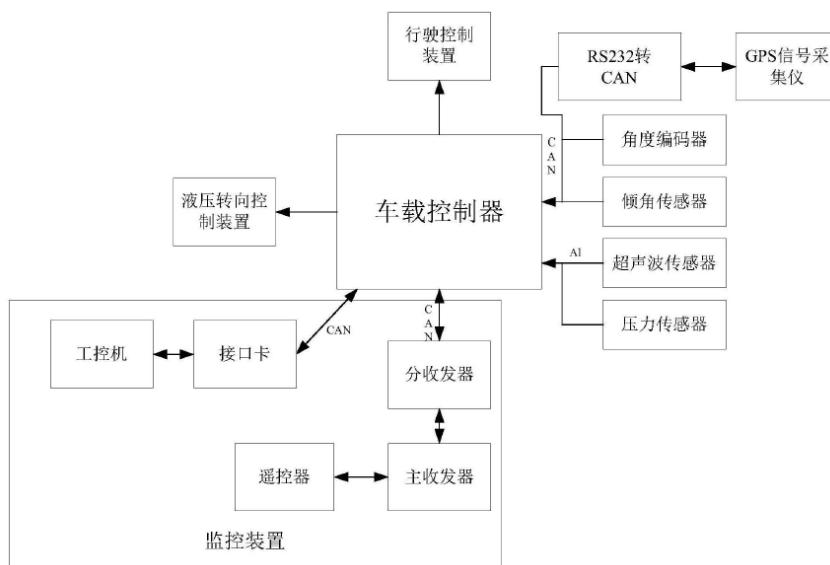 行驶控制
装置
RS232转
CAN
GPS信号采
集仪
CAN
角度编码器
车载控制器
液压转向控
制装置
倾角传感器
AI
超声波传感器
压力传感器
CAN
CAN
工控机
接口卡
分收发器
遥控器
主收发器
监控装置